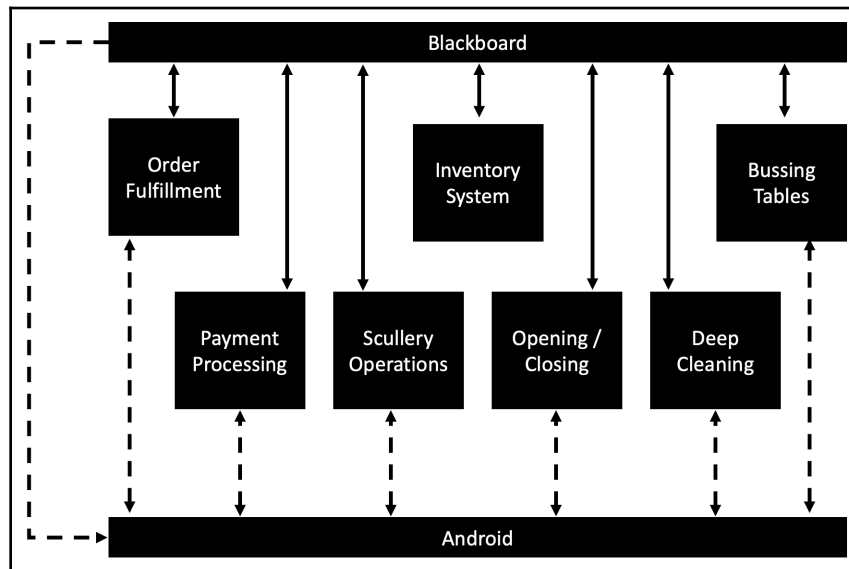 Blackboard
Order
Fulfillment
Inventory
System
Bussing
Tables
Payment
Processing
Scullery
Operations
Opening /
Closing
Deep
Cleaning
Android